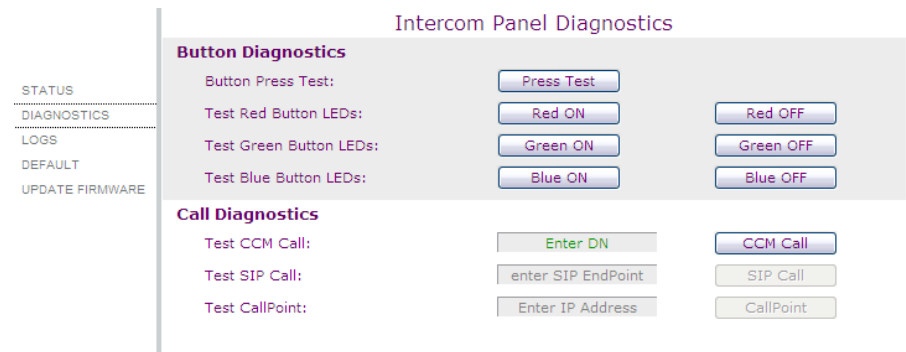 Intercom Panel Diagnostics
STATUS
DIAGNOSTICS
LOGS
DEFAULT
UPDATE FIRMWARE
Button Diagnostics
Button Press Test: Press Test
Test Red Button LEDs: Red ON Red OFF
Test Green Button LEDs: Green ON Green OFF
Test Blue Button LEDs: Blue ON Blue OFF
Call Diagnostics
Test CCM Call: Enter DN CCM Call
Test SIP Call: enter SIP EndPoint SIP Call
Test CallPoint: Enter IP Address CallPoint